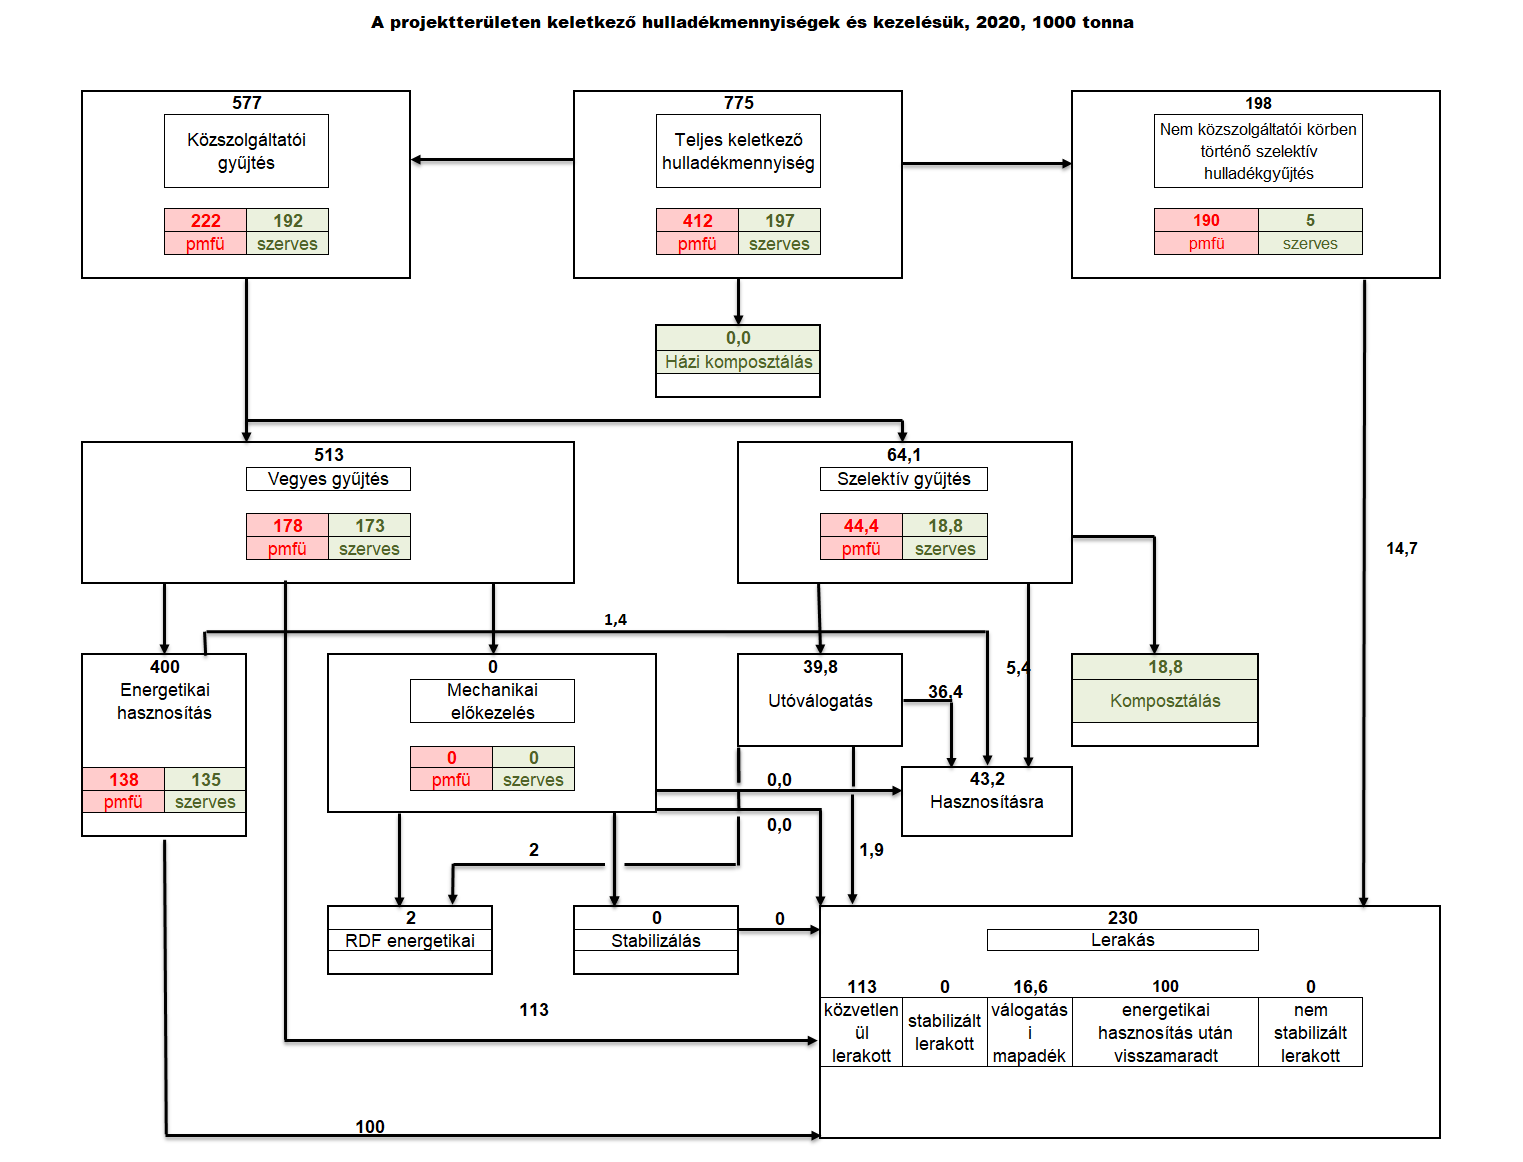 A projektterületen keletkező hulladékmennyiségek és kezelésük, 2020, 1000 tonna
577
Közszolgáltatói
gyűjtés
222
192
pmfü
szerves
775
Teljes keletkező
hulladékmennyiség
412
197
pmfü
szerves
198
Nem közszolgáltatói körben
történő szelektív
hulladékgyűjtés
190
5
pmfü
szerves
0,0
Házi komposztálás
513
Vegyes gyűjtés
178
173
pmfü
szerves
64,1
Szelektív gyűjtés
44,4
18,8
pmfü
szerves
14,7
1,4
400
Energetikai
hasznosítás
138
135
pmfü
szerves
0
Mechanikai
előkezelés
0
0
pmfü
szerves
39,8
Utóválogatás
36,4
5,4
18,8
Komposztálás
43,2
Hasznosításra
0,0
0,0
2
1,9
2
RDF energetikai
0
Stabilizálás
0
230
Lerakás
113
0
16,6
100
0
közvetlen
ül
lerakott
stabilizált
lerakott
válogatás
i
mapadék
energetikai
hasznosítás után
visszamaradt
nem
stabilizált
lerakott
113
100